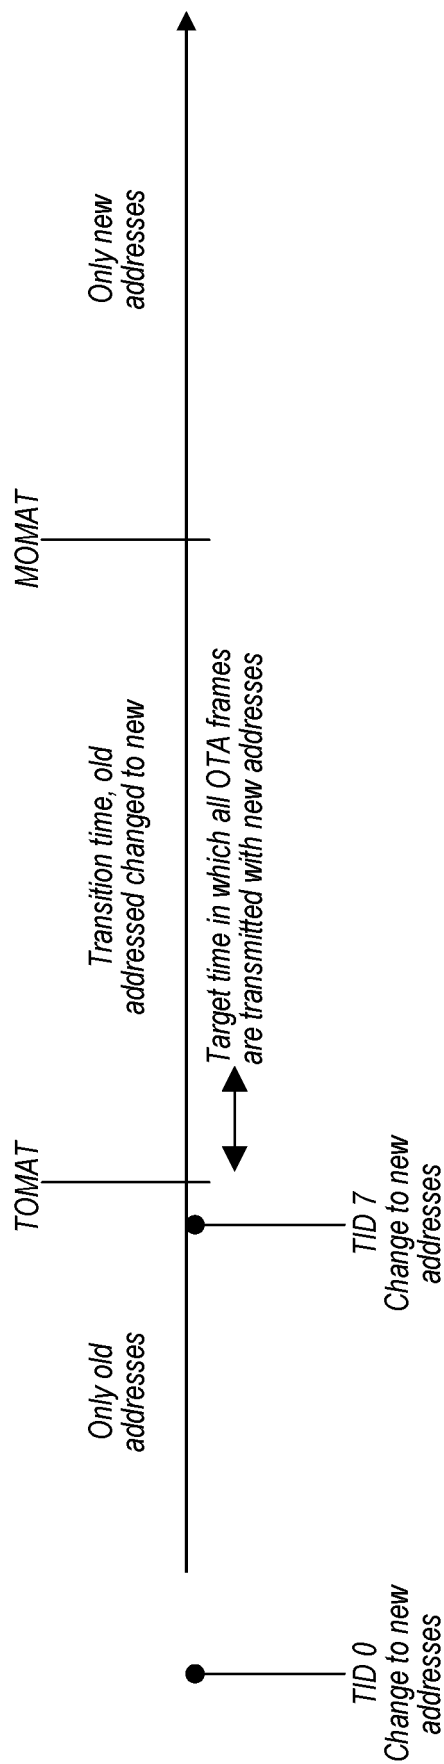 TOMAT
MOMAT
Only old
addresses
Transition time, old
addressed changed to new
Only new
addresses
Target time in which all OTA frames
are transmitted with new addresses
TID 0
Change to new
addresses
TID 7
Change to new
addresses